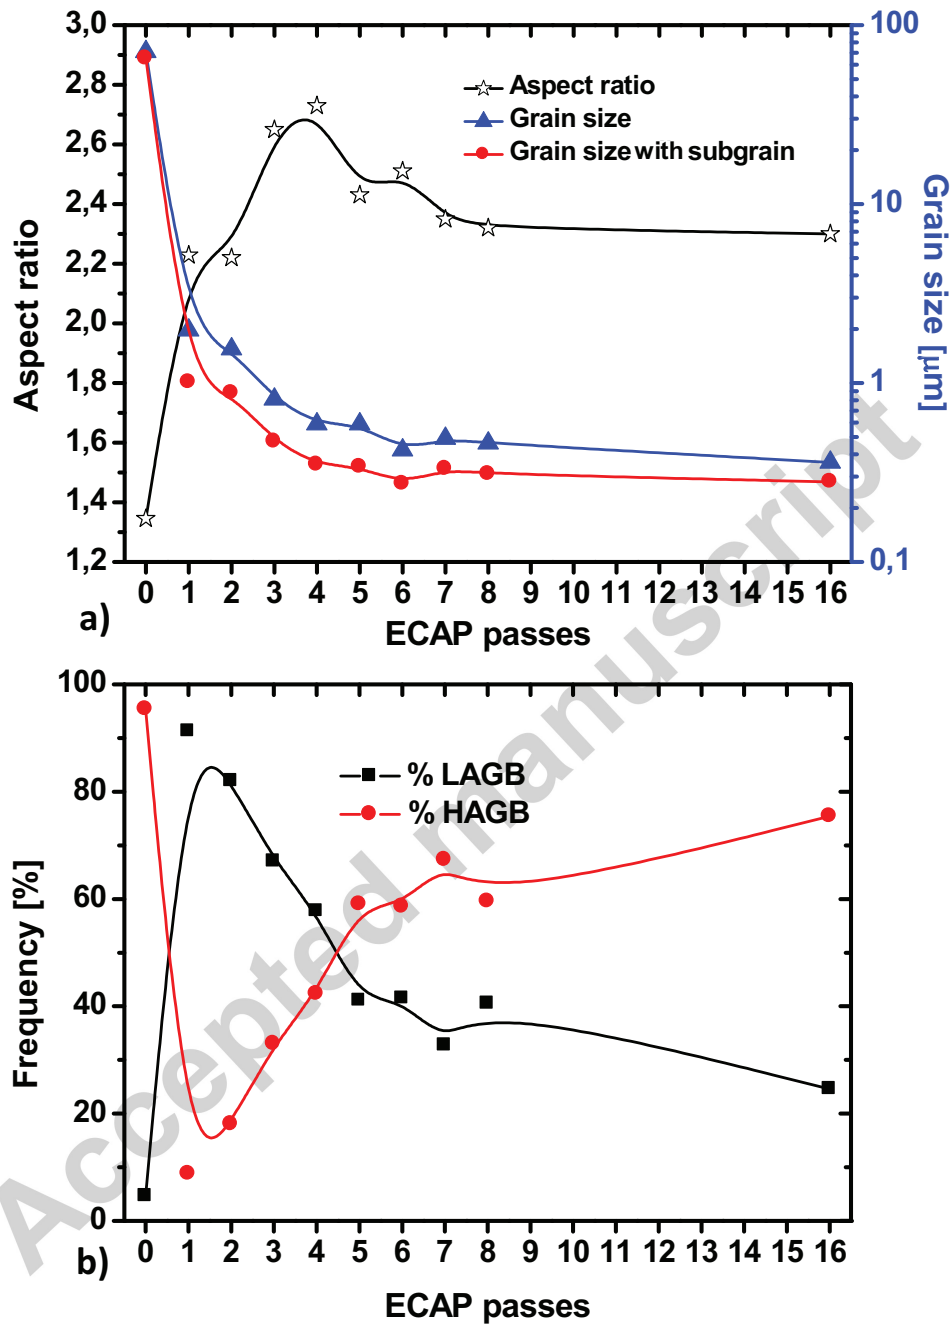 3,0
2,8
2,6
2,4
2,2
2,0
1,8
1,6
1,4
1,2
Aspect ratio
Aspect ratio
Grain size
Grain size with subgrain
100
10
1
0,1
Grain size [μm]
0 1 2 3 4 5 6 7 8 9 10 11 12 13 14 15 16
a)
ECAP passes
100
80
60
40
20
0
Frequency [%]
% LAGB
% HAGB
0 1 2 3 4 5 6 7 8 9 10 11 12 13 14 15 16
b)
ECAP passes
Accepted manuscript